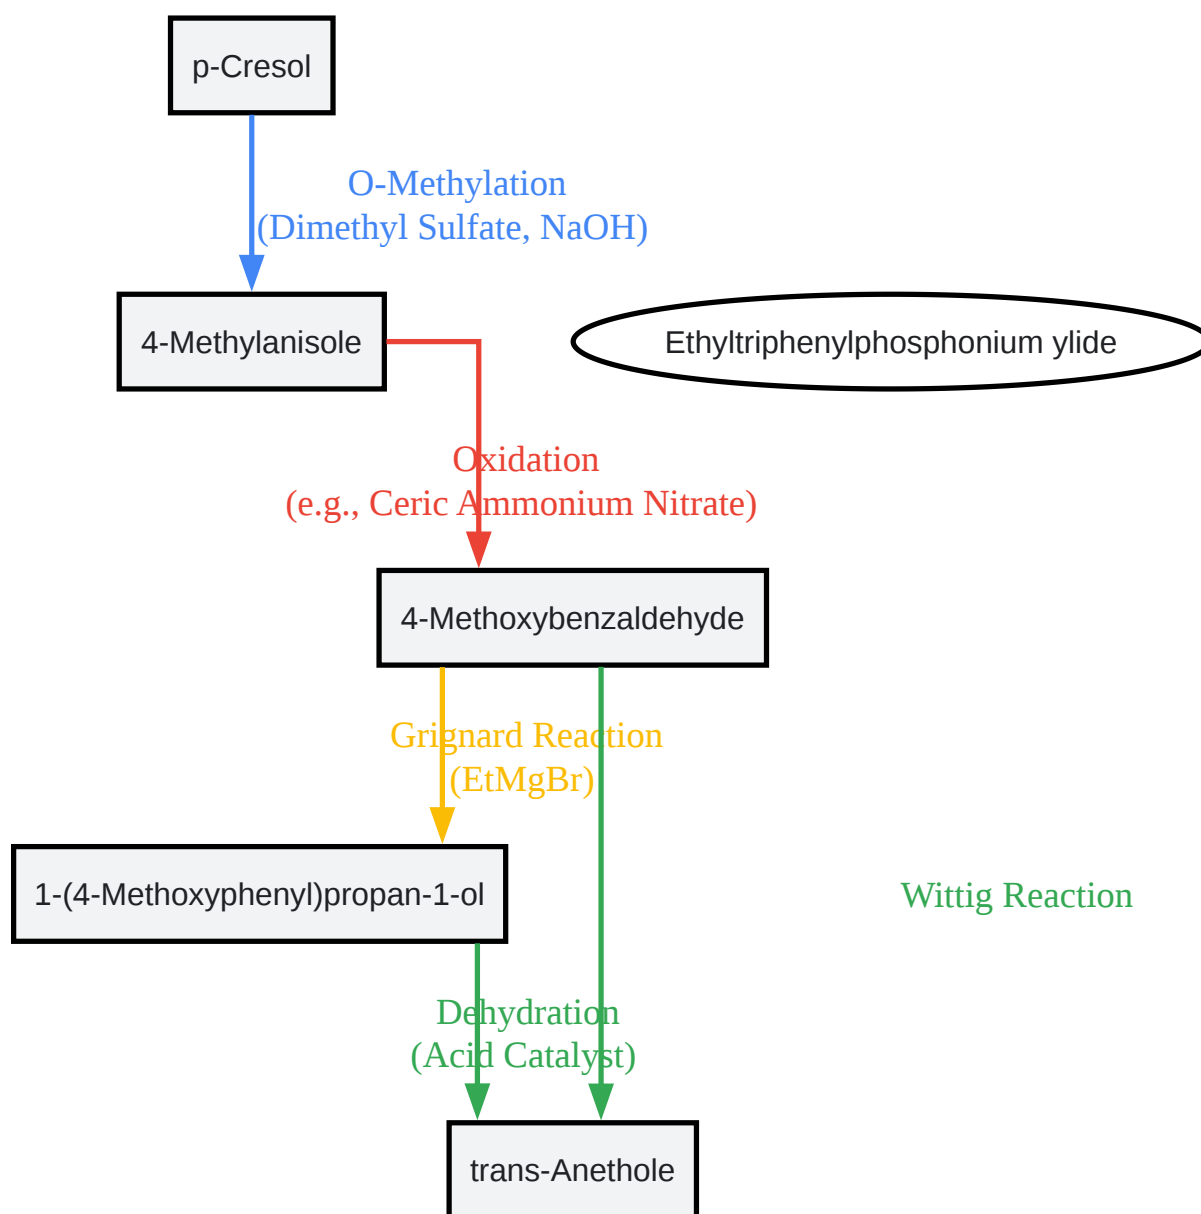 p-Cresol
O-Methylation
(Dimethyl Sulfate, NaOH)
4-Methylanisole
Ethyltriphenylphosphonium ylide
Oxidation
(e.g., Ceric Ammonium Nitrate)
4-Methoxybenzaldehyde
Grignard Reaction
(EtMgBr)
1-(4-Methoxyphenyl)propan-1-ol
Wittig Reaction
Dehydration
(Acid Catalyst)
trans-Anethole